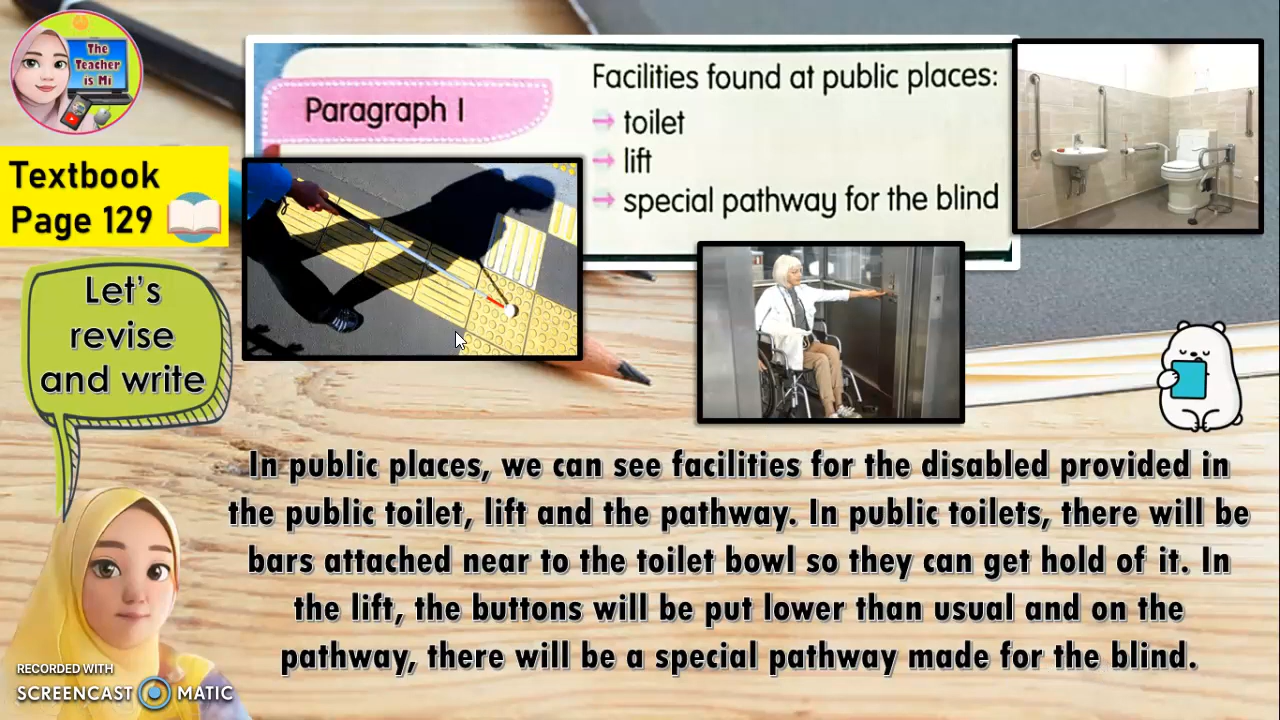 The
Teacher
is Mi
Textbook
Page 129
Let's
revise
and write
Paragraph 1
Facilities found at public places:
→ toilet
→ lift
→ special pathway for the blind
In public places, we can see facilities for the disabled provided in
the public toilet, lift and the pathway. In public toilets, there will be
bars attached near to the toilet bowl so they can get hold of it. In
the lift, the buttons will be put lower than usual and on the
pathway, there will be a special pathway made for the blind.
RECORDED WITH
SCREENCAST MATIC